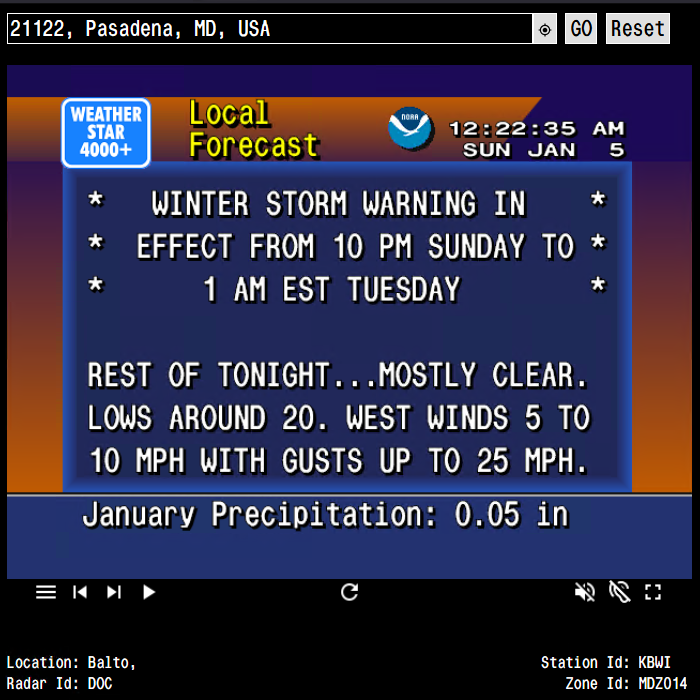 21122, Pasadena, MD, USA GO Reset
WEATHER
STAR
4000+
Local
Forecast
NOAA
12:22:35 AM
SUN JAN 5
* WINTER STORM WARNING IN *
* EFFECT FROM 10 PM SUNDAY TO *
* 1 AM EST TUESDAY *
REST OF TONIGHT...MOSTLY CLEAR.
LOWS AROUND 20. WEST WINDS 5 TO
10 MPH WITH GUSTS UP TO 25 MPH.
January Precipitation: 0.05 in
Location: Balto,
Radar Id: DOC
Station Id: KBWI
Zone Id: MDZ014